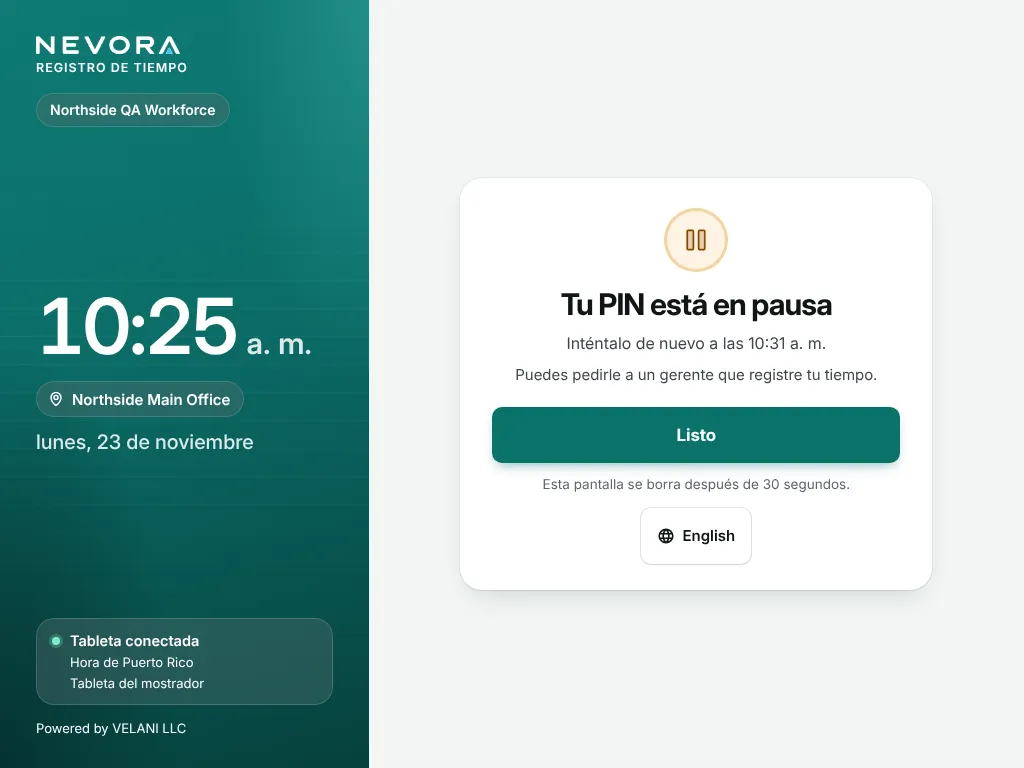 NEVORA
REGISTRO DE TIEMPO
Northside QA Workforce
10:25 a. m.
Northside Main Office
lunes, 23 de noviembre
Tableta conectada
Hora de Puerto Rico
Tableta del mostrador
Powered by VELANI LLC
Tu PIN está en pausa
Inténtalo de nuevo a las 10:31 a. m.
Puedes pedirle a un gerente que registre tu tiempo.
Listo
Esta pantalla se borra después de 30 segundos.
English